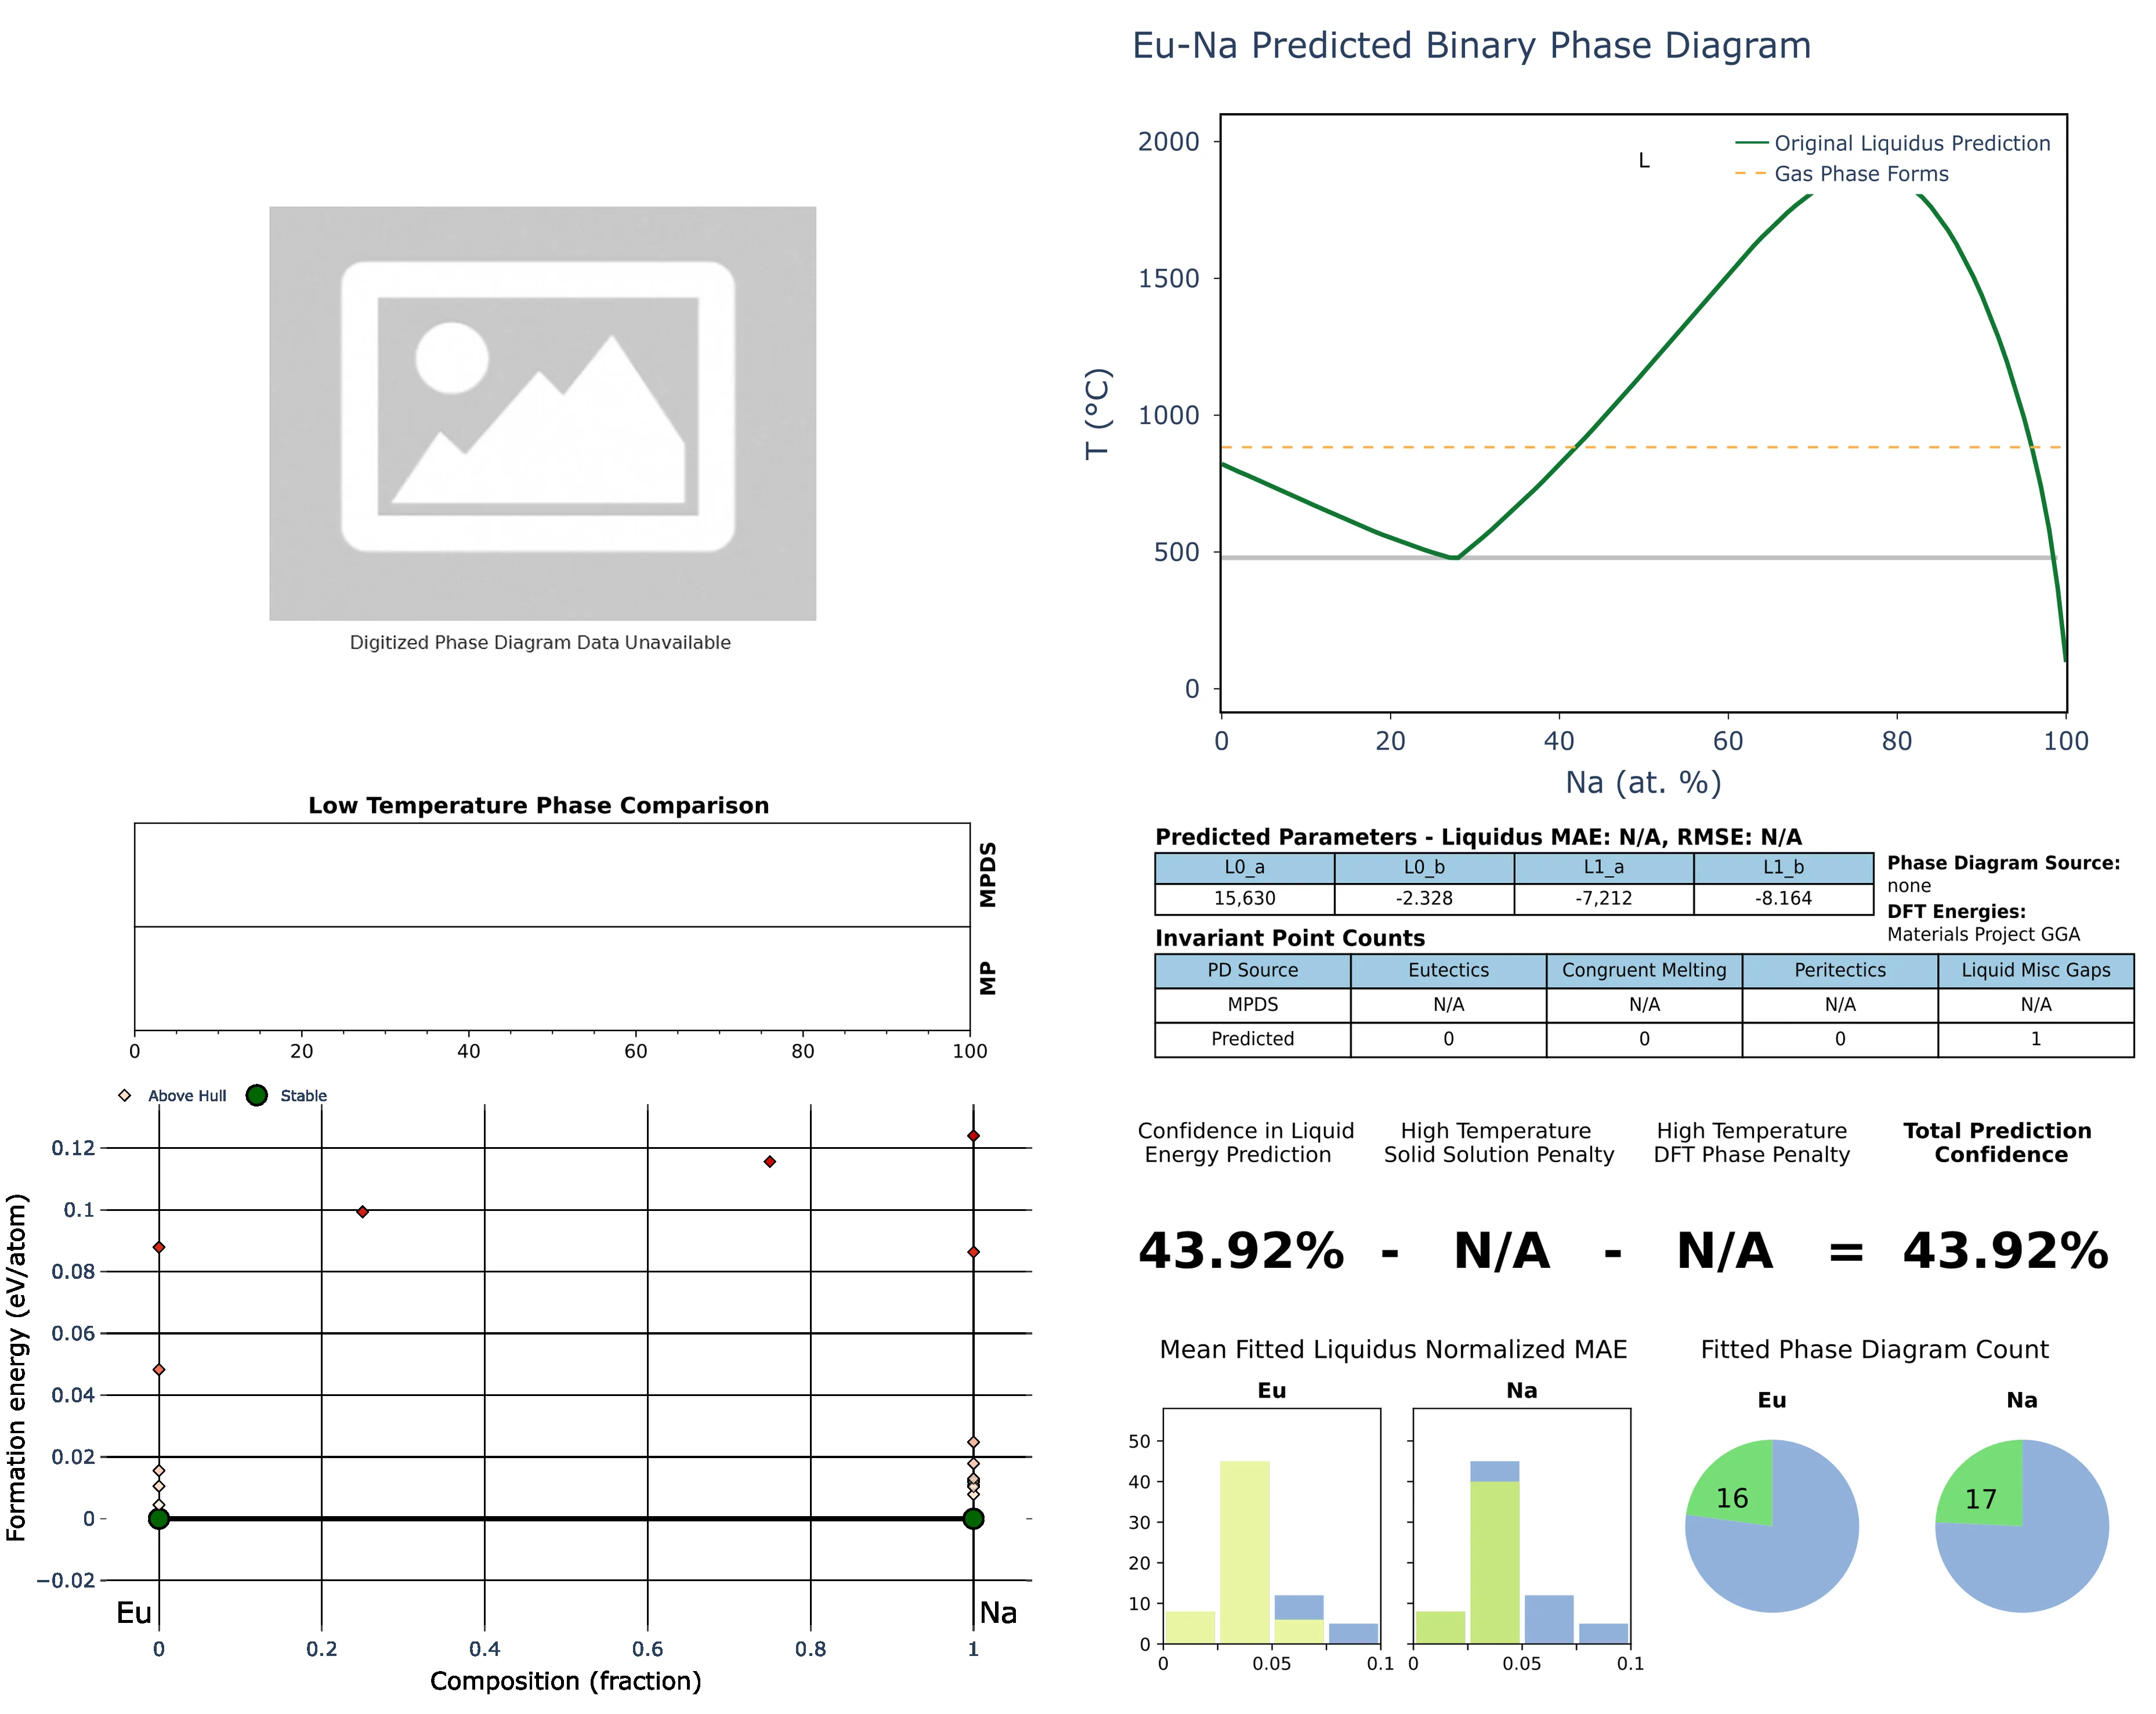 Eu-Na Predicted Binary Phase Diagram
Digitized Phase Diagram Data Unavailable
2000
1500
1000
500
0
T (°C)
L
Original Liquidus Prediction
Gas Phase Forms
0 20 40 60 80 100
Na (at. %)
Low Temperature Phase Comparison
MPDS
MP
0 20 40 60 80 100
Predicted Parameters - Liquidus MAE: N/A, RMSE: N/A
L0_a L0_b L1_a L1_b
15,630 -2.328 -7,212 -8.164
Phase Diagram Source:
none
DFT Energies:
Materials Project GGA
Invariant Point Counts
PD Source Eutectics Congruent Melting Peritectics Liquid Misc Gaps
MPDS N/A N/A N/A N/A
Predicted 0 0 0 1
Above Hull Stable
0.12
0.1
0.08
0.06
0.04
0.02
0
−0.02
Formation energy (eV/atom)
Eu Na
0 0.2 0.4 0.6 0.8 1
Composition (fraction)
Confidence in Liquid
Energy Prediction
High Temperature
Solid Solution Penalty
High Temperature
DFT Phase Penalty
Total Prediction
Confidence
43.92% - N/A - N/A = 43.92%
Mean Fitted Liquidus Normalized MAE
Eu Na
50
40
30
20
10
0
0 0.05 0.1 0 0.05 0.1
Fitted Phase Diagram Count
Eu Na
16 17